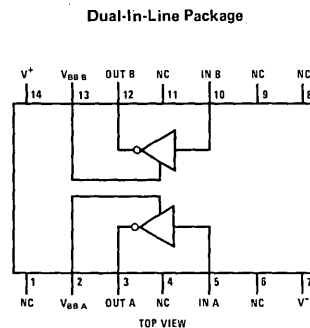 Dual-In-Line Package
V+ VBB B OUT B NC IN B NC NC
14 13 12 11 10 9 8
1 2 3 4 5 6 7
NC VBB A OUT A NC IN A NC V-
TOP VIEW